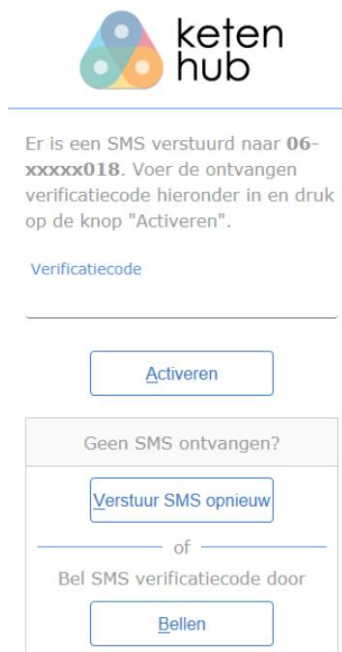 keten
hub
Er is een SMS verstuurd naar 06-
xxxxx018. Voer de ontvangen
verificatiecode hieronder in en druk
op de knop "Activeren".
Verificatiecode
Activeren
Geen SMS ontvangen?
Verstuur SMS opnieuw
of
Bel SMS verificatiecode door
Bellen